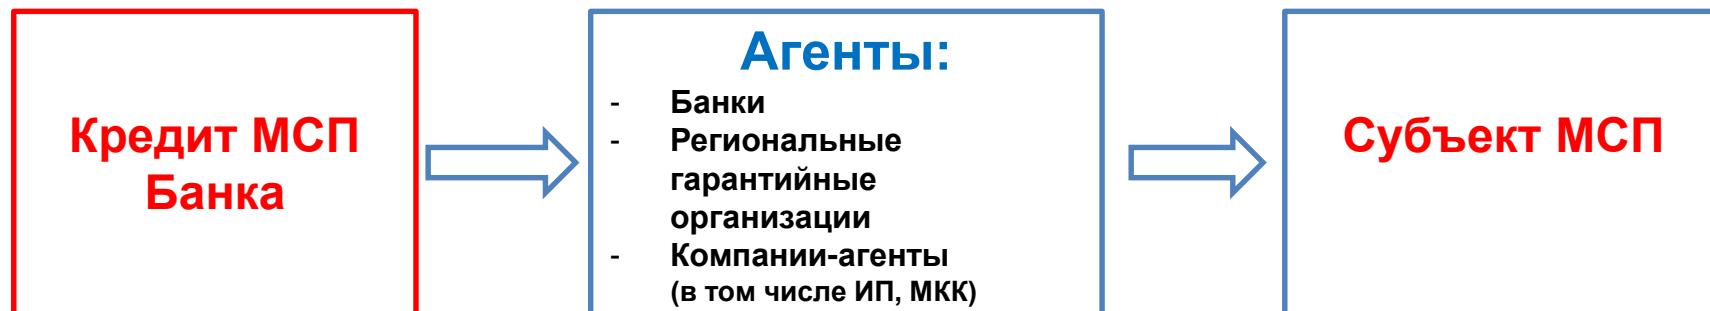 Кредит МСП
Банка
Агенты:
- Банки
- Региональные
гарантийные
организации
- Компании-агенты
(в том числе ИП, МКК)
Субъект МСП